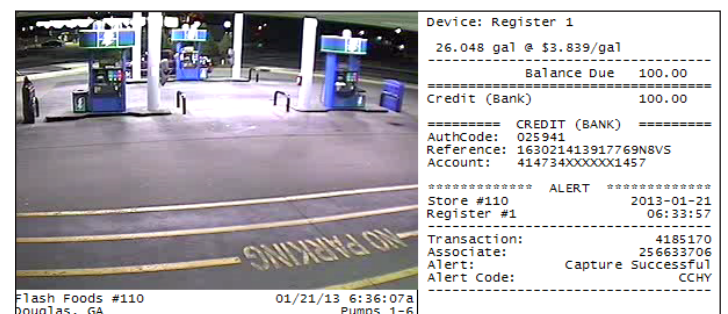 NO PARKING
Flash Foods #110 01/21/13 6:36:07a
Douglas, GA Pumps 1-6
Device: Register 1
26.048 gal @ $3.839/gal
--------------------------------
Balance Due 100.00
================================
Credit (Bank) 100.00
========= CREDIT (BANK) =========
AuthCode: 025941
Reference: 163021413917769N8VS
Account: 414734XXXXXX1457
************* ALERT *************
Store #110 2013-01-21
Register #1 06:33:57
--------------------------------
Transaction: 4185170
Associate: 256633706
Alert: Capture Successful
Alert Code: CCHY
--------------------------------